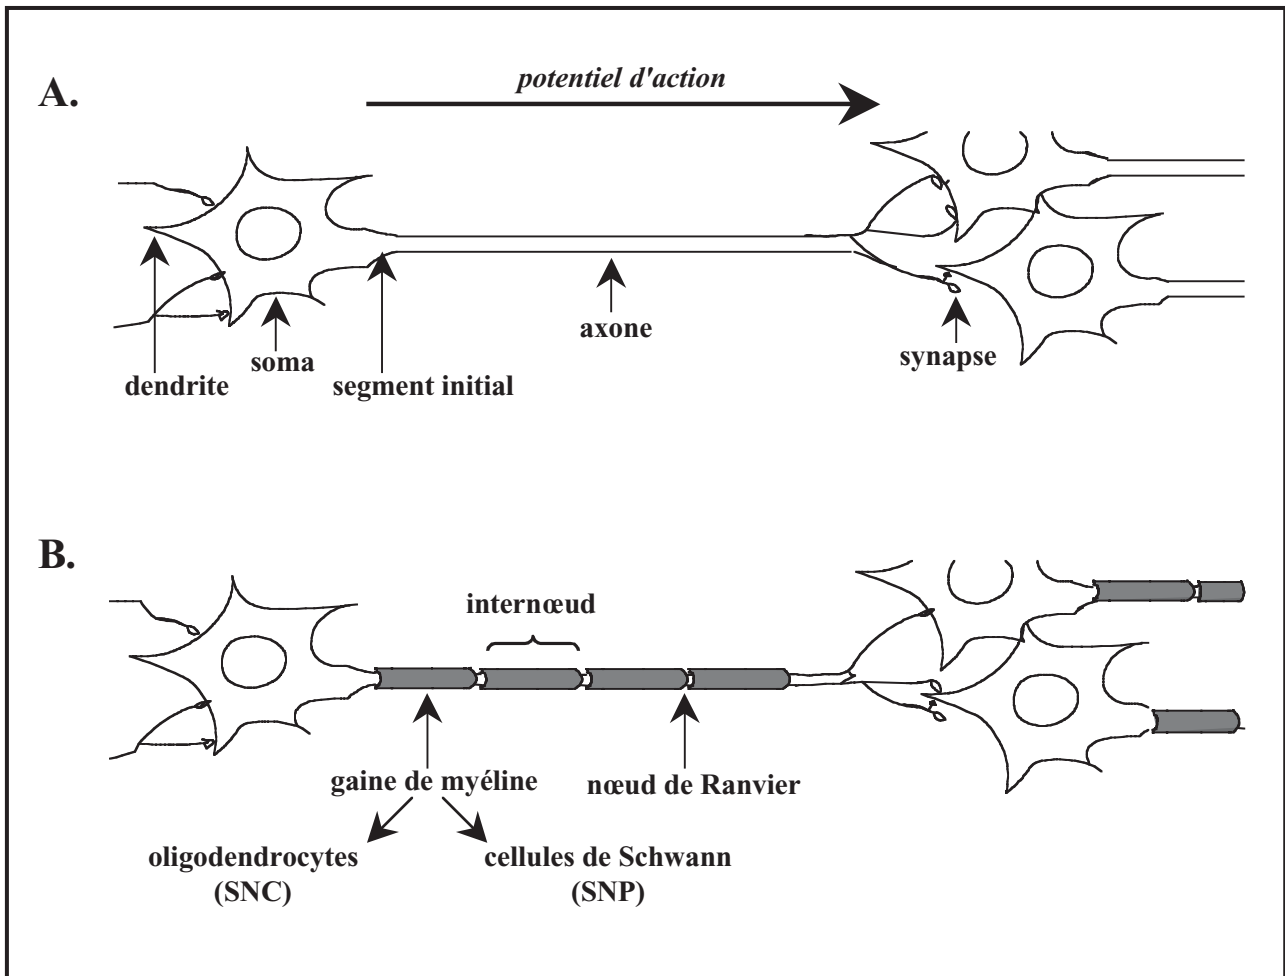 A.
potentiel d'action
axone
synapse
soma
dendrite
segment initial
B.
internœud
gaine de myéline
nœud de Ranvier
oligodendrocytes
(SNC)
cellules de Schwann
(SNP)